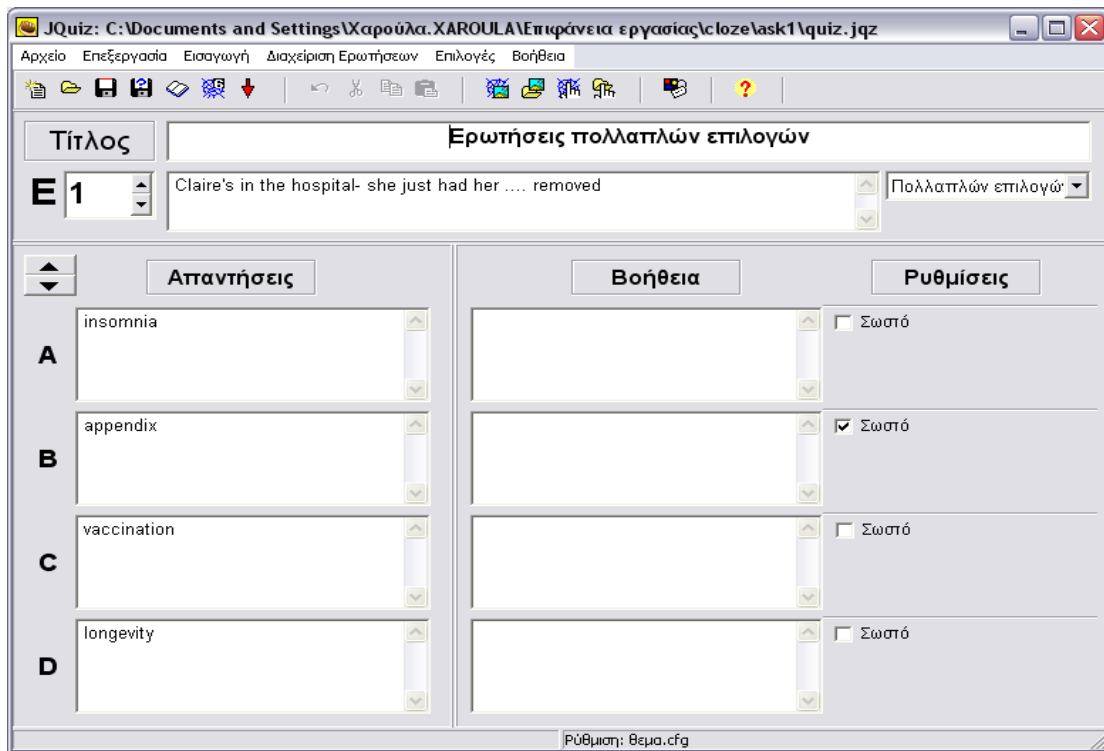 JQuiz: C:\Documents and Settings\Χαρούλα.XAROULA\Επιφάνεια εργασίας\cloze\ask1\quiz.jqz
Αρχείο Επεξεργασία Εισαγωγή Διαχείριση Ερωτήσεων Επιλογές Βοήθεια
Τίτλος
Ερωτήσεις πολλαπλών επιλογών
E 1
Claire's in the hospital- she just had her .... removed
Πολλαπλών επιλογώ
Απαντήσεις
Βοήθεια
Ρυθμίσεις
A
insomnia
Σωστό
B
appendix
Σωστό
C
vaccination
Σωστό
D
longevity
Σωστό
Ρύθμιση: θεμα.cfg